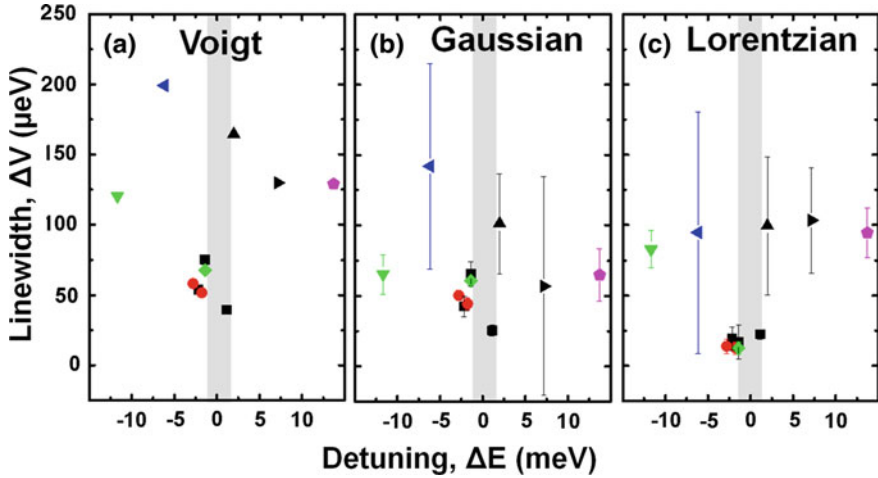 250
200
150
100
50
0
Linewidth, ΔV (µeV)
(a) Voigt
(b) Gaussian
(c) Lorentzian
-10 -5 0 5 10
-10 -5 0 5 10
-10 -5 0 5 10
Detuning, ΔE (meV)